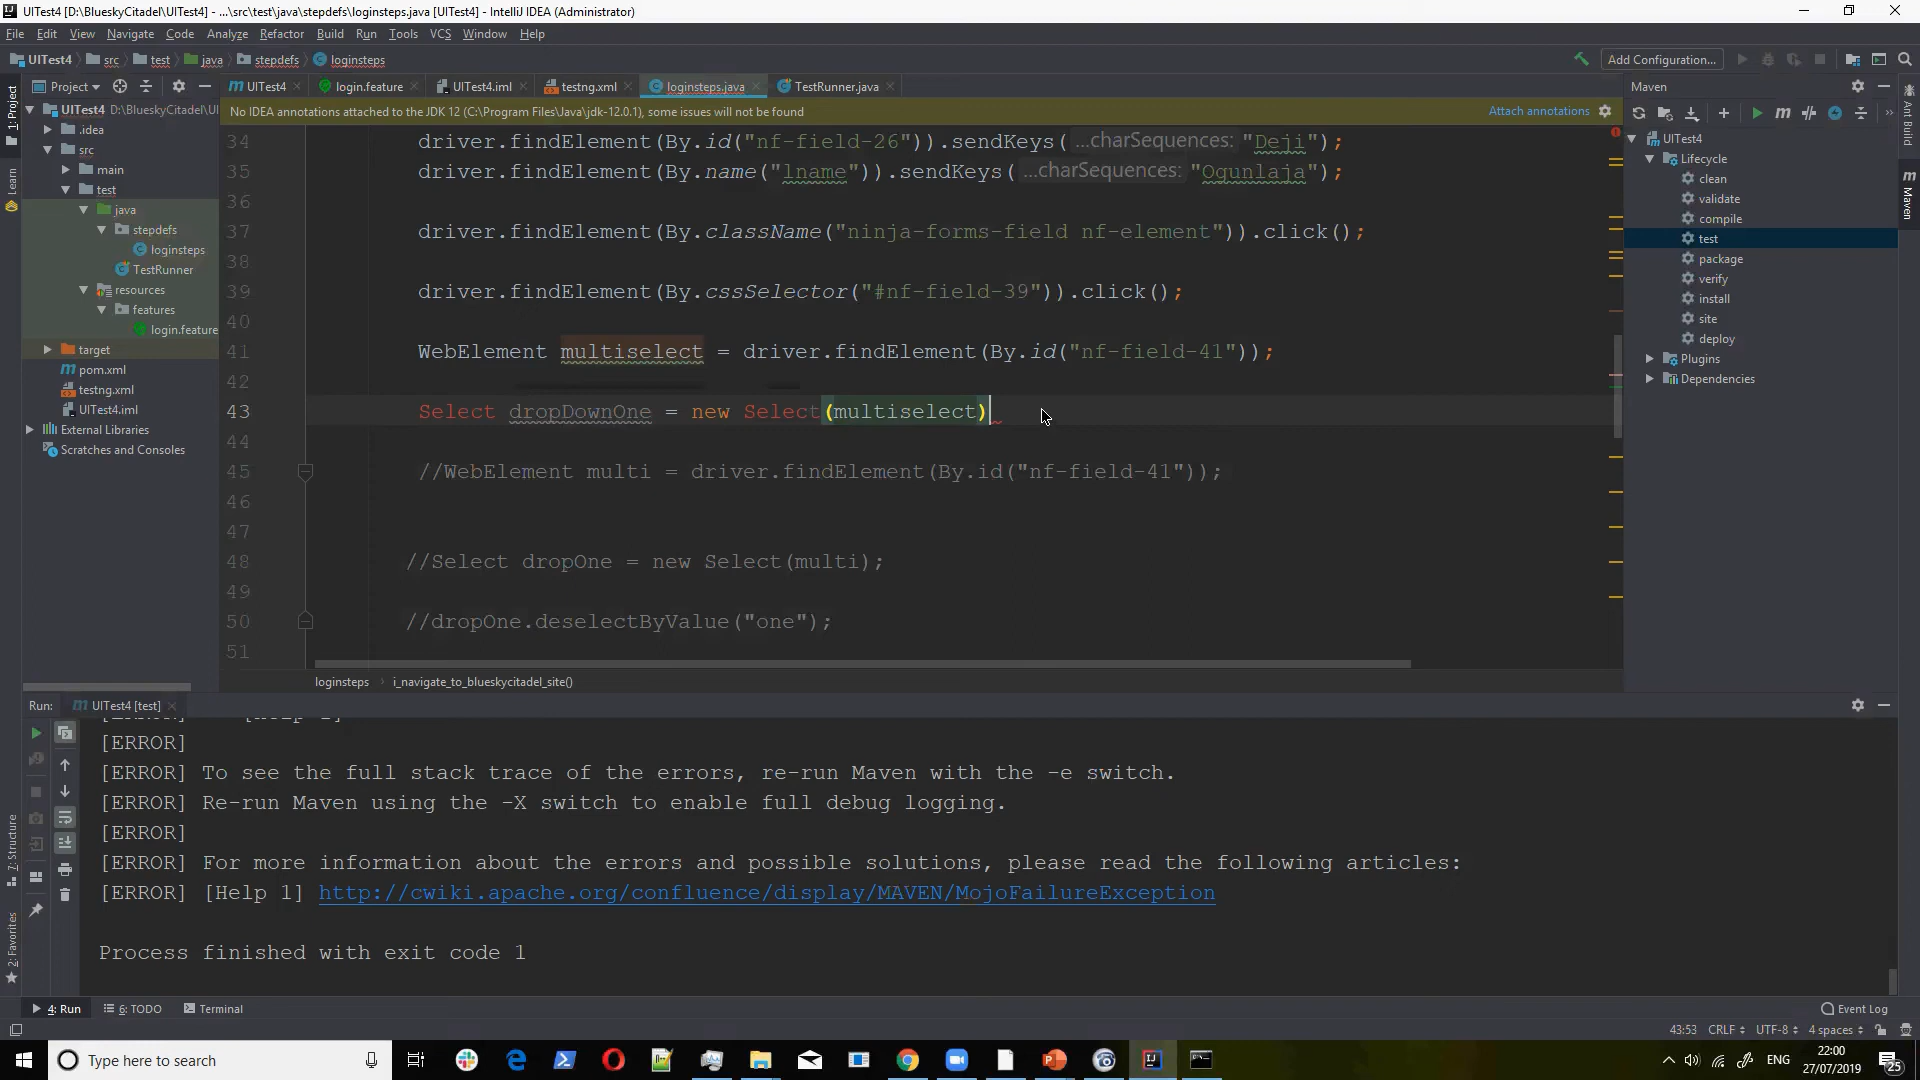 UITest4 [D:\BlueskyCitadel\UITest4] - ...\src\test\java\stepdefs\loginsteps.java [UITest4] - IntelliJ IDEA (Administrator)
File Edit View Navigate Code Analyze Refactor Build Run Tools VCS Window Help
UITest4 src test java stepdefs loginsteps Add Configuration...
Project UITest4 login.feature UITest4.iml testng.xml loginsteps.java TestRunner.java Maven
No IDEA annotations attached to the JDK 12 (C:\Program Files\Java\jdk-12.0.1), some issues will not be found Attach annotations
1: Project
Learn
7: Structure
2: Favorites
UITest4 D:\BlueskyCitadel\UI
.idea
src
main
test
java
stepdefs
loginsteps
TestRunner
resources
features
login.feature
target
pom.xml
testng.xml
UITest4.iml
External Libraries
Scratches and Consoles
34 driver.findElement(By.id("nf-field-26")).sendKeys( ...charSequences: "Deji");
35 driver.findElement(By.name("lname")).sendKeys( ...charSequences: "Ogunlaja");
36
37 driver.findElement(By.className("ninja-forms-field nf-element")).click();
38
39 driver.findElement(By.cssSelector("#nf-field-39")).click();
40
41 WebElement multiselect = driver.findElement(By.id("nf-field-41"));
42
43 Select dropDownOne = new Select(multiselect)
44
45 //WebElement multi = driver.findElement(By.id("nf-field-41"));
46
47
48 //Select dropOne = new Select(multi);
49
50 //dropOne.deselectByValue("one");
51
loginsteps › i_navigate_to_blueskycitadel_site()
UITest4
Lifecycle
clean
validate
compile
test
package
verify
install
site
deploy
Plugins
Dependencies
Ant Build
Maven
Run: UITest4 [test]
[ERROR]
[ERROR] To see the full stack trace of the errors, re-run Maven with the -e switch.
[ERROR] Re-run Maven using the -X switch to enable full debug logging.
[ERROR]
[ERROR] For more information about the errors and possible solutions, please read the following articles:
[ERROR] [Help 1] http://cwiki.apache.org/confluence/display/MAVEN/MojoFailureException
Process finished with exit code 1
4: Run 6: TODO Terminal Event Log
43:53 CRLF UTF-8 4 spaces
Type here to search ENG 22:00
27/07/2019 25